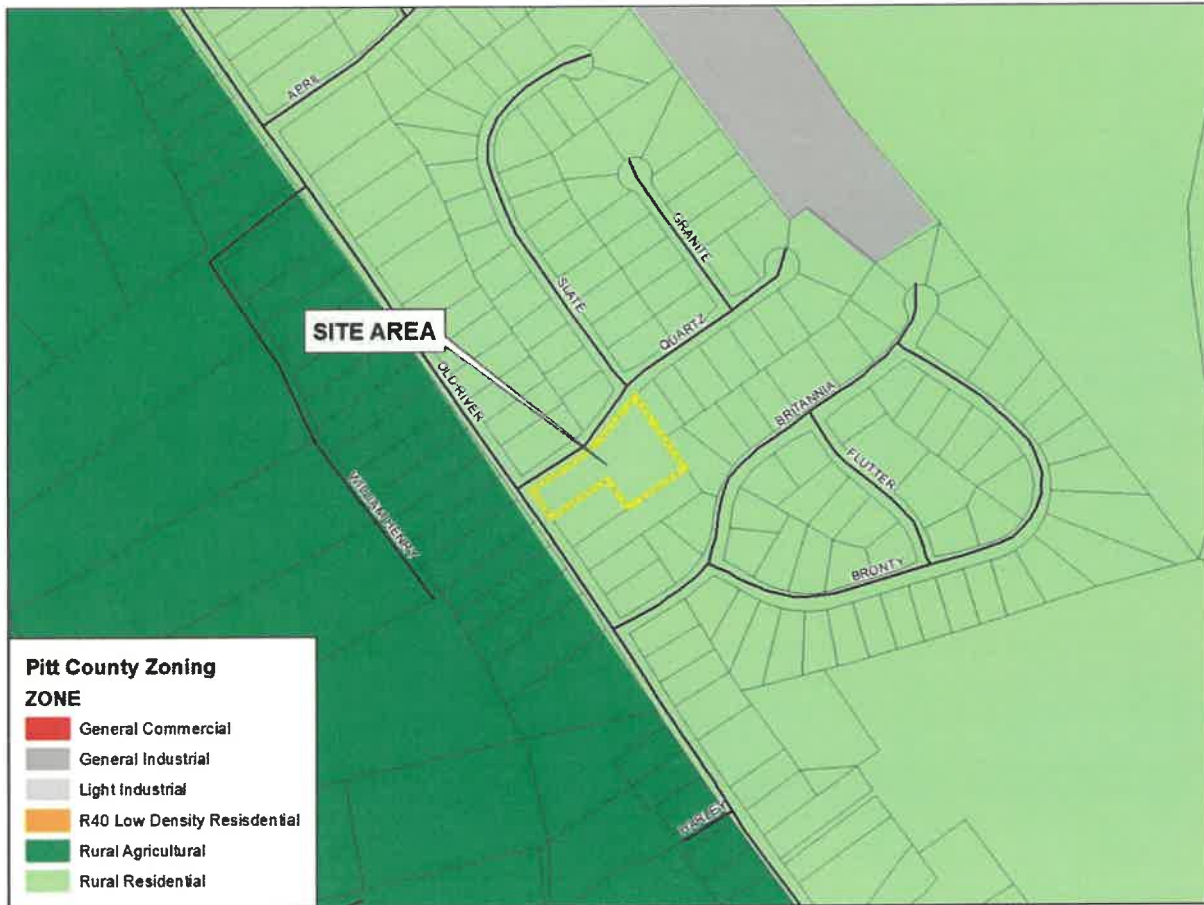 APRIL
GRANITE
SLATE
QUARTZ
SITE AREA
OLD RIVER
BRITANNIA
FLUTTER
WILLIAM HENRY
BRONTY
Pitt County Zoning
ZONE
General Commercial
General Industrial
Light Industrial
R40 Low Density Resisdential
Rural Agricultural
Rural Residential